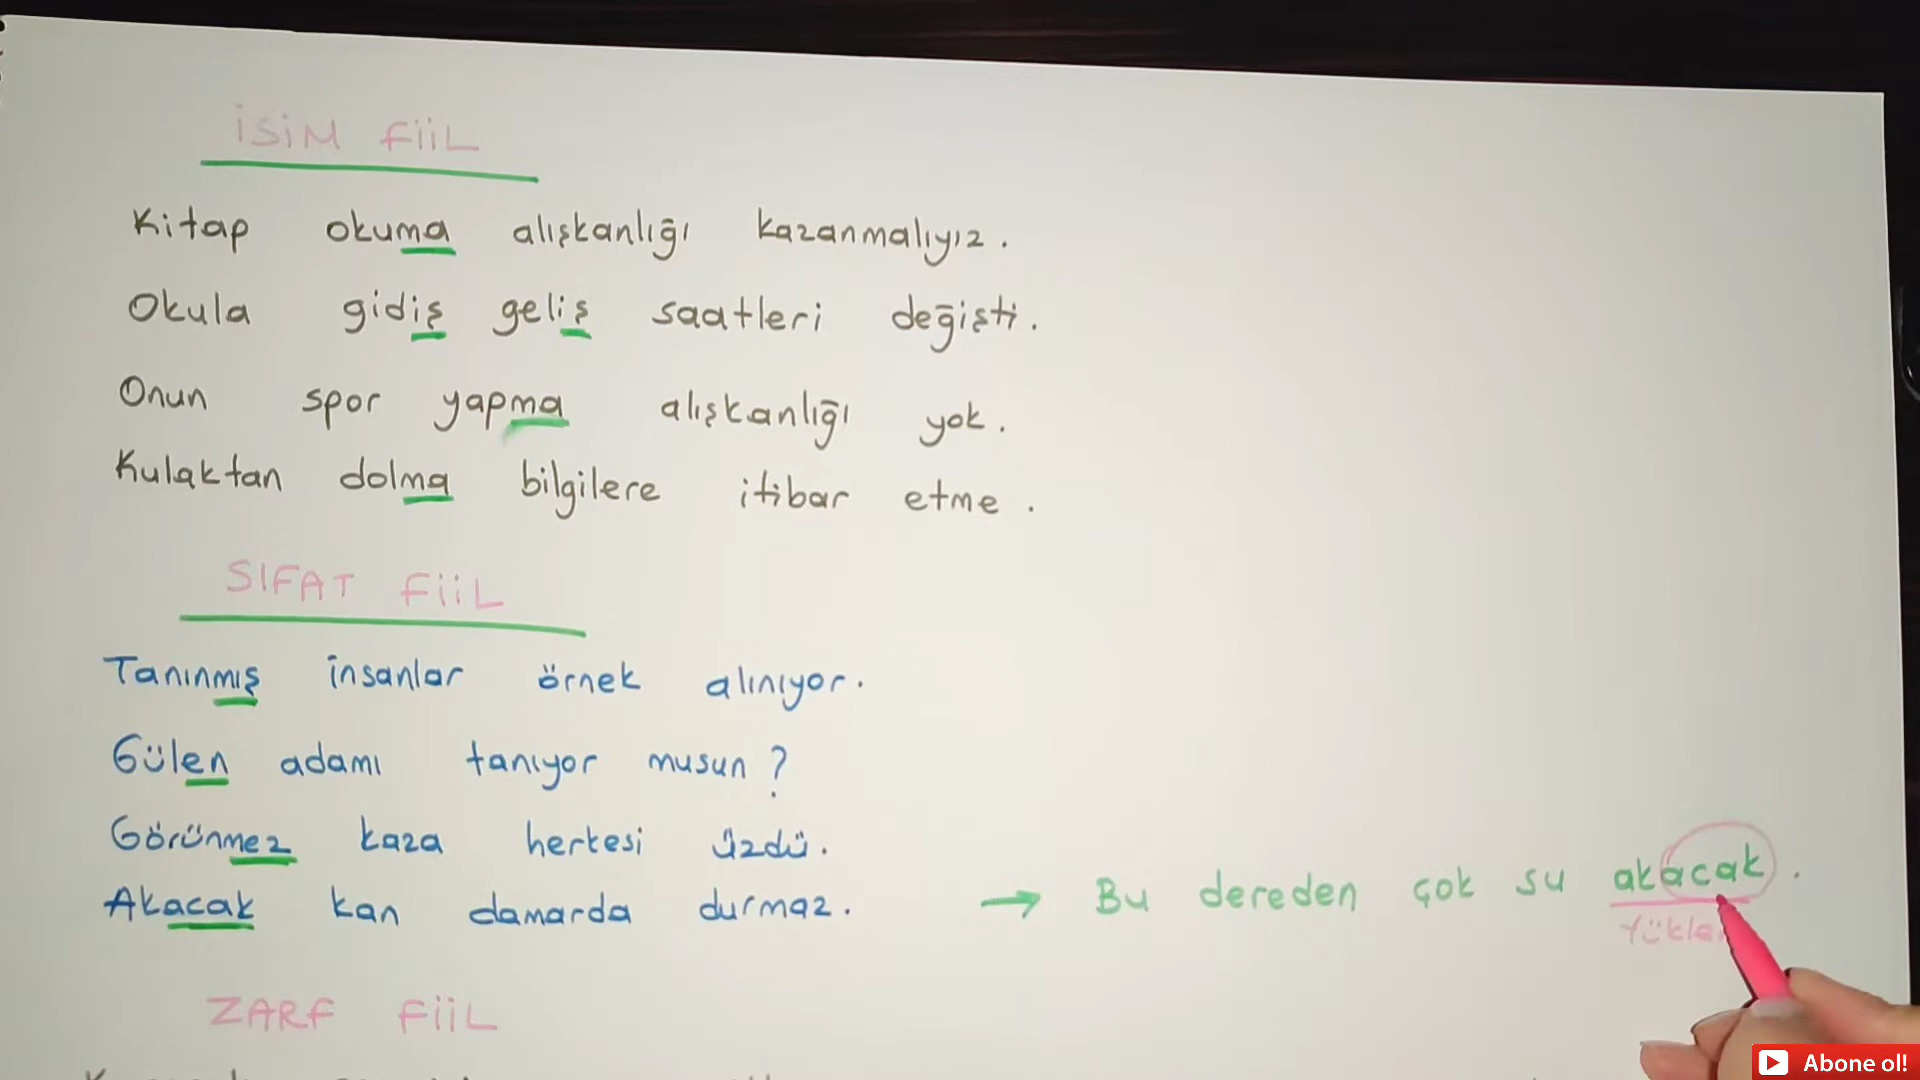 İSİM FİİL
Kitap okuma alışkanlığı kazanmalıyız.
Okula gidiş geliş saatleri değişti.
Onun spor yapma alışkanlığı yok.
Kulaktan dolma bilgilere itibar etme.
SIFAT FİİL
Tanınmış insanlar örnek alınıyor.
Gülen adamı tanıyor musun?
Görünmez kaza herkesi üzdü.
Akacak kan damarda durmaz.
→ Bu dereden çok su akacak.
ZARF FİİL
Abone ol!